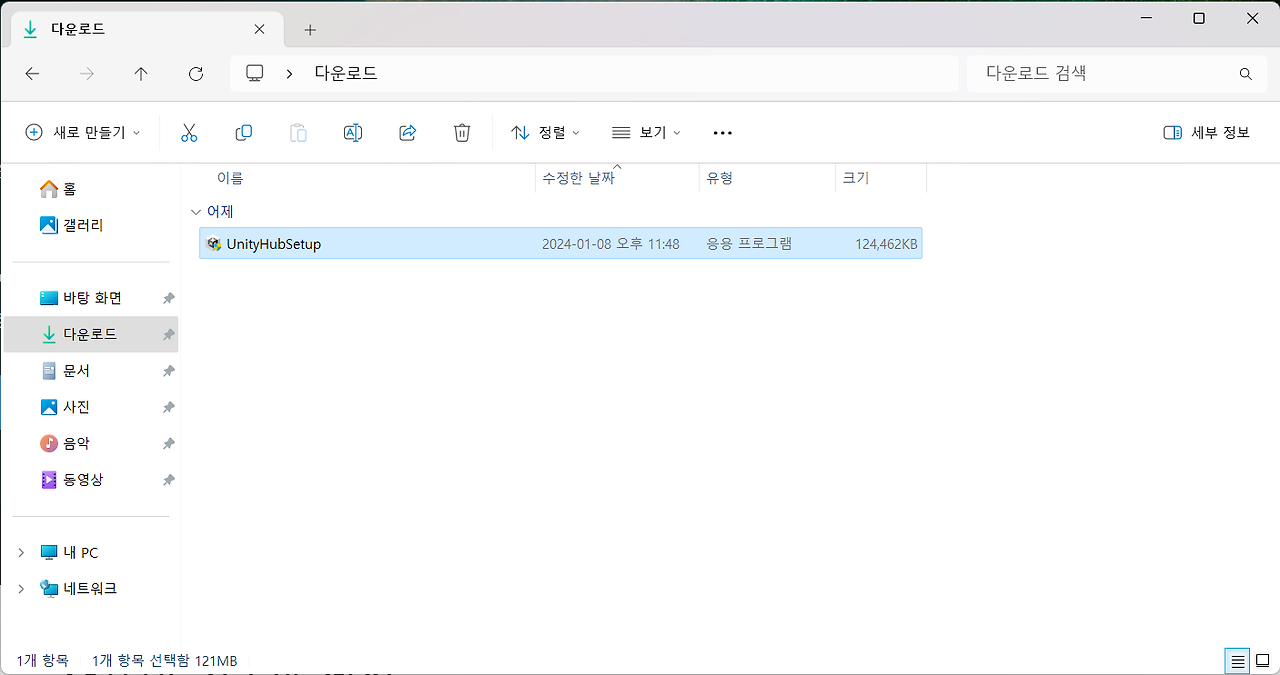 다운로드
다운로드
다운로드 검색
새로 만들기 정렬 보기 세부 정보
이름 수정한 날짜 유형 크기
어제
UnityHubSetup 2024-01-08 오후 11:48 응용 프로그램 124,462KB
홈
갤러리
바탕 화면
다운로드
문서
사진
음악
동영상
내 PC
네트워크
1개 항목 1개 항목 선택함 121MB